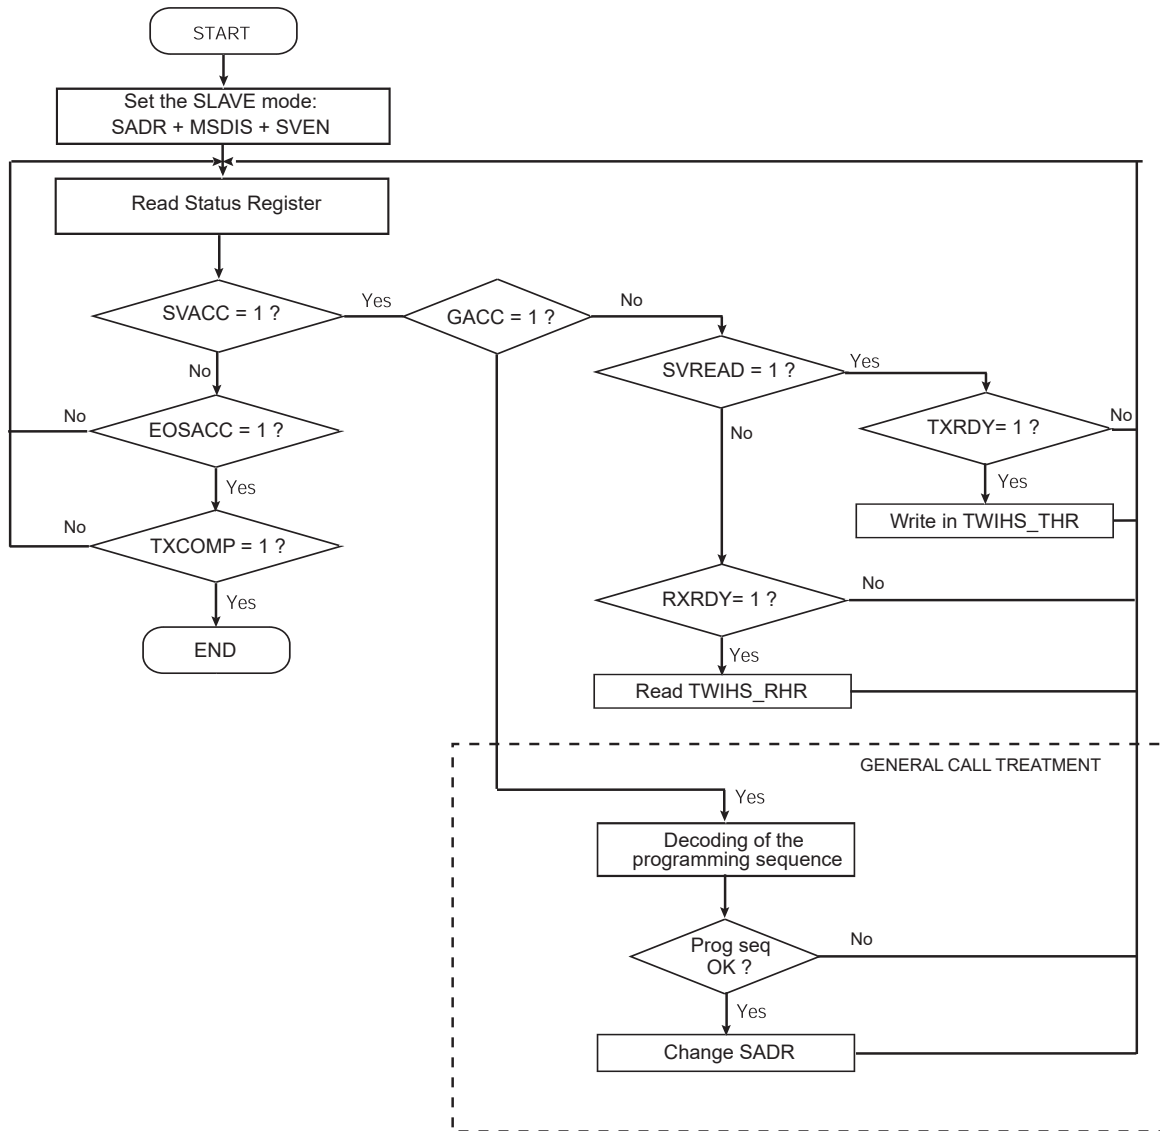 START
Set the SLAVE mode:
SADR + MSDIS + SVEN
Read Status Register
SVACC = 1 ?
Yes
GACC = 1 ?
No
SVREAD = 1 ?
Yes
No
No
EOSACC = 1 ?
TXRDY= 1 ?
No
No
Yes
Yes
Write in TWIHS_THR
No
TXCOMP = 1 ?
RXRDY= 1 ?
No
Yes
END
Yes
Read TWIHS_RHR
GENERAL CALL TREATMENT
Yes
Decoding of the
programming sequence
Prog seq
OK ?
No
Yes
Change SADR